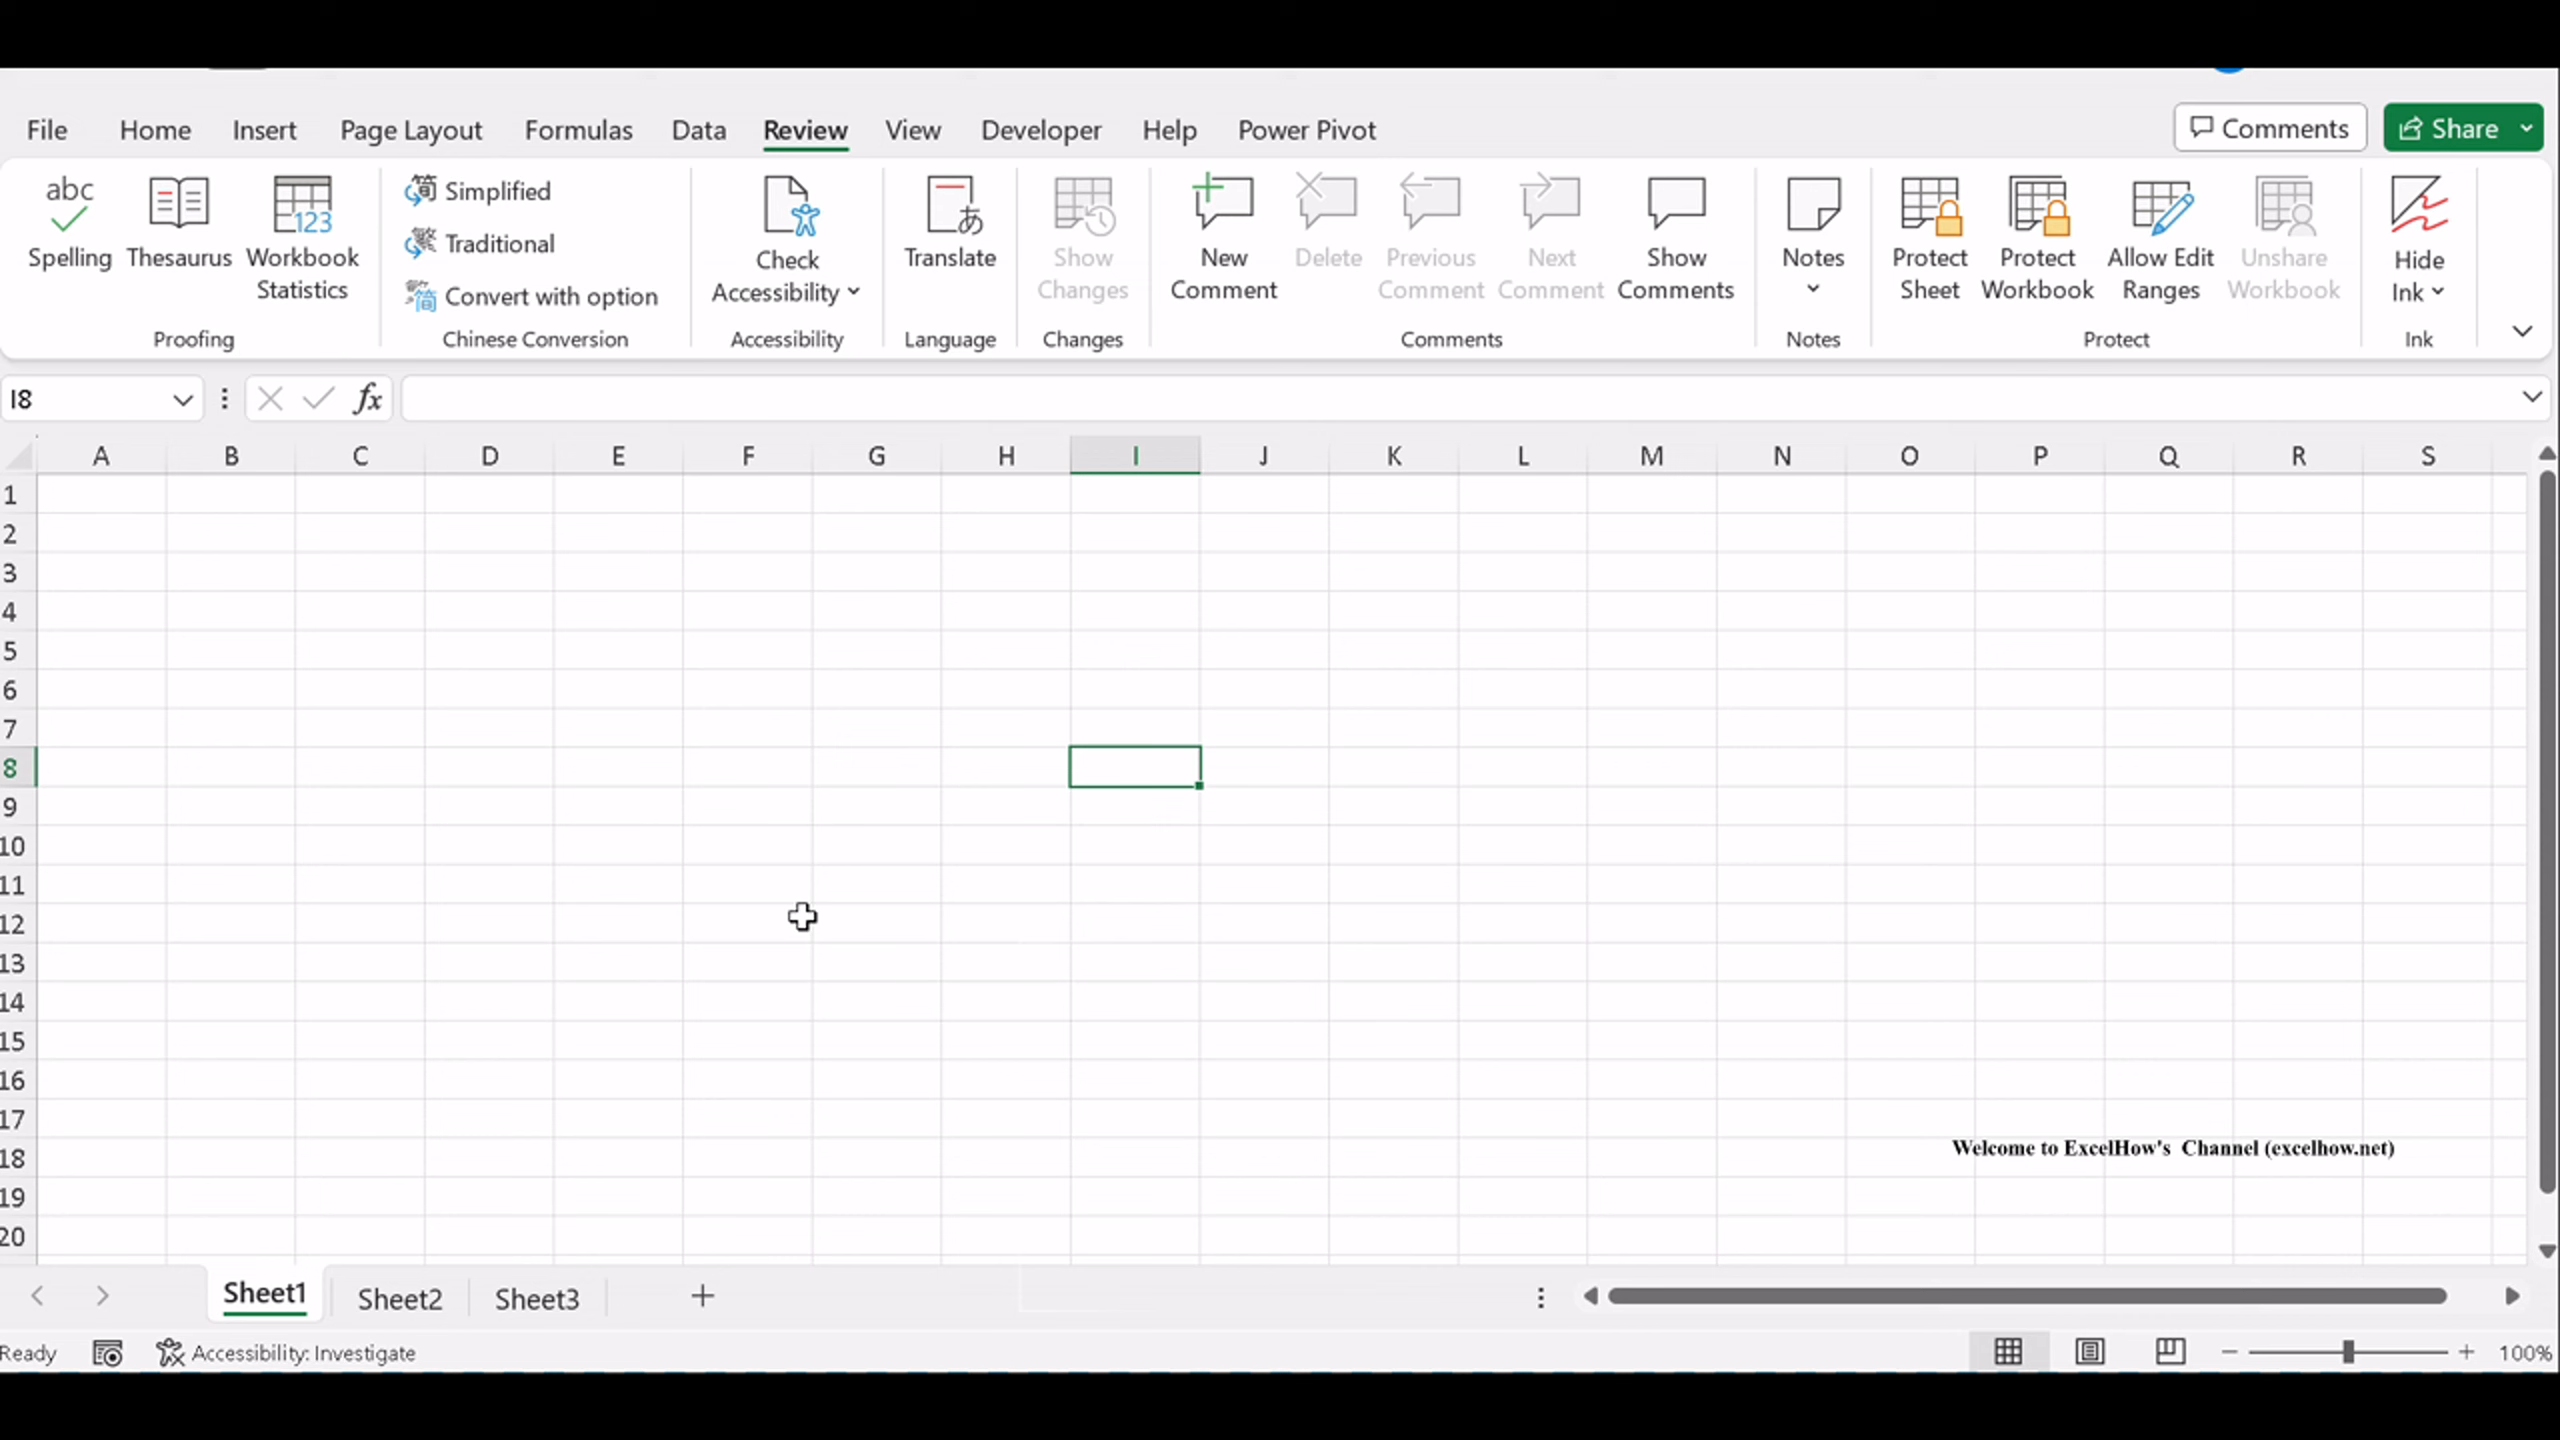 File Home Insert Page Layout Formulas Data Review View Developer Help Power Pivot Comments Share
abc
Spelling
Thesaurus
123
Workbook
Statistics
Proofing
简 Simplified
繁 Traditional
简 Convert with option
Chinese Conversion
Check
Accessibility
Accessibility
あ
Translate
Language
Show
Changes
Changes
New
Comment
Delete
Previous
Comment
Next
Comment
Show
Comments
Comments
Notes
Notes
Protect
Sheet
Protect
Workbook
Allow Edit
Ranges
Unshare
Workbook
Protect
Hide
Ink
Ink
I8 fx
A B C D E F G H I J K L M N O P Q R S
1
2
3
4
5
6
7
8
9
10
11
12
13
14
15
16
17
18
Welcome to ExcelHow's Channel (excelhow.net)
19
20
Sheet1 Sheet2 Sheet3
Ready Accessibility: Investigate 100%